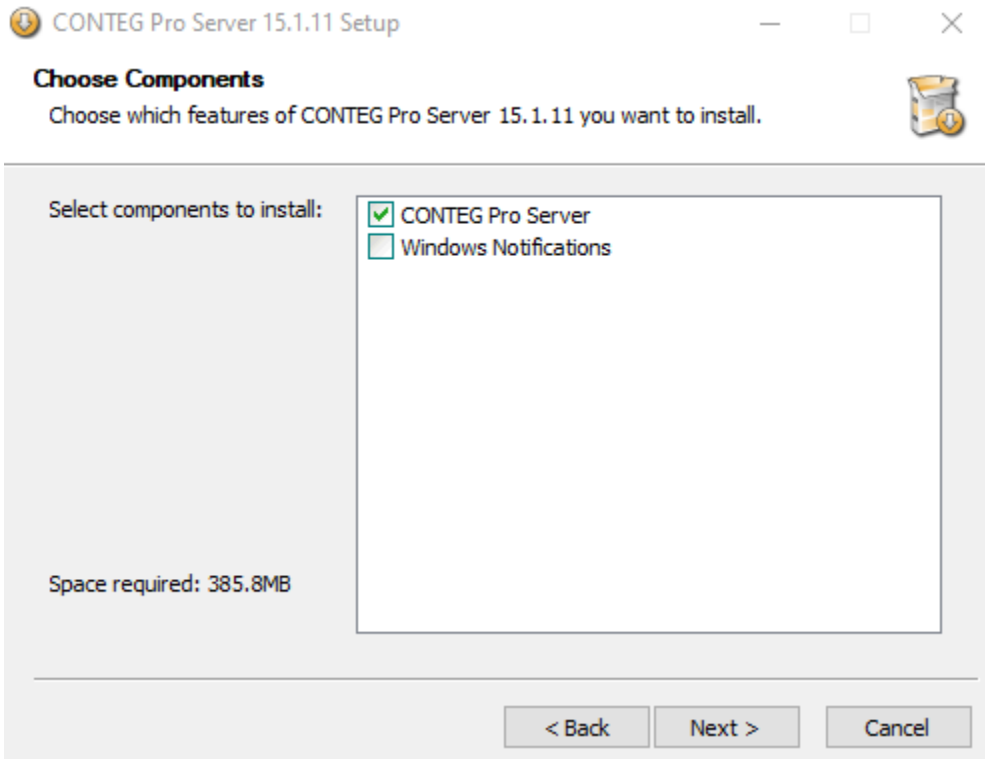 CONTEG Pro Server 15.1.11 Setup
Choose Components
Choose which features of CONTEG Pro Server 15.1.11 you want to install.
Select components to install:
CONTEG Pro Server
Windows Notifications
Space required: 385.8MB
< Back
Next >
Cancel